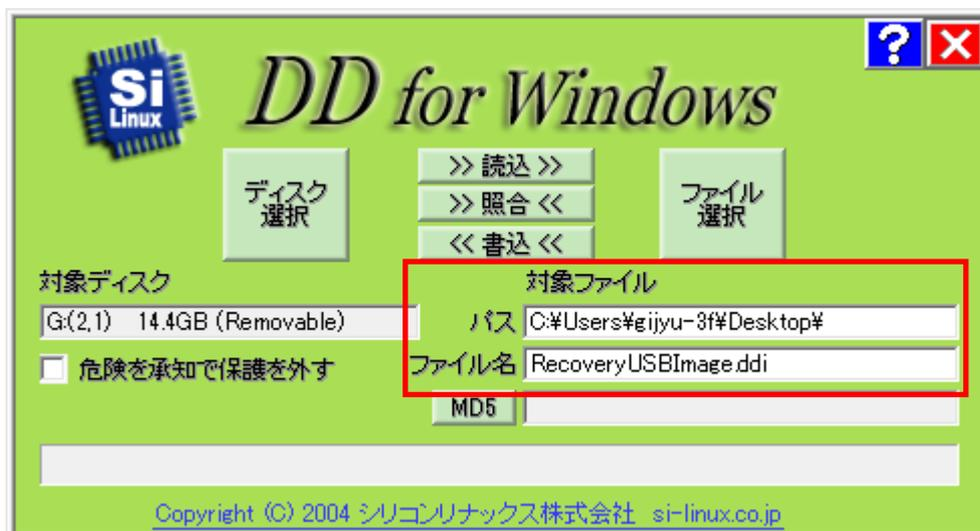 Si
Linux
DD for Windows
?
ディスク
選択
>> 読込 >>
>> 照合 <<
<< 書込 <<
ファイル
選択
対象ディスク
対象ファイル
G:(2,1) 14.4GB (Removable)
パス C:¥Users¥gijyu-3f¥Desktop¥
危険を承知で保護を外す
ファイル名 RecoveryUSBImage.ddi
MD5
Copyright (C) 2004 シリコンリナックス株式会社 si-linux.co.jp